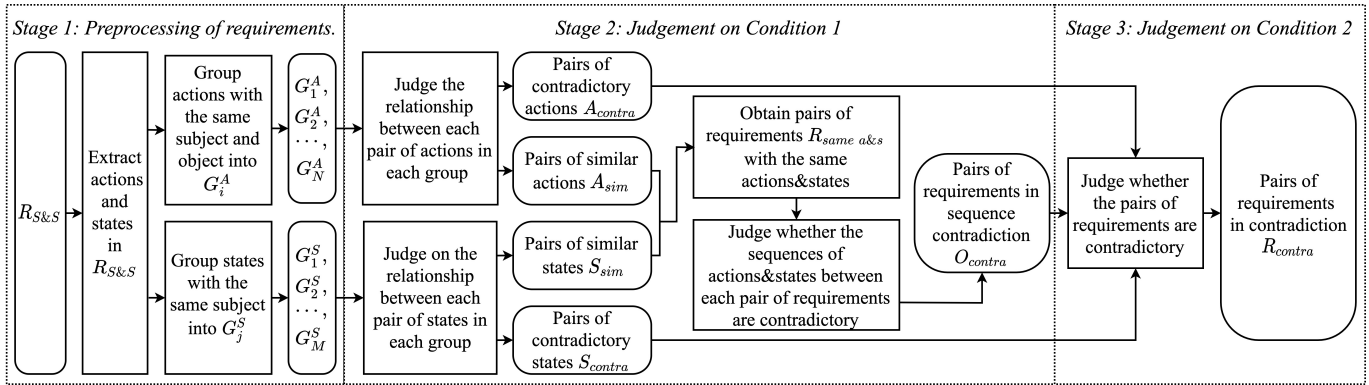 Stage 1: Preprocessing of requirements.
Stage 2: Judgement on Condition 1
Stage 3: Judgement on Condition 2
R_{S&S}
Extract
actions
and
states
in
R_{S&S}
Group
actions with
the same
subject and
object into
G_i^A
G_1^A,
G_2^A,
⋯,
G_N^A
Group states
with the
same subject
into G_j^S
G_1^S,
G_2^S,
⋯,
G_M^S
Judge the
relationship
between each
pair of actions in
each group
Judge on the
relationship
between each
pair of states in
each group
Pairs of
contradictory
actions A_{contra}
Pairs of similar
actions A_{sim}
Pairs of similar
states S_{sim}
Pairs of
contradictory
states S_{contra}
Obtain pairs of
requirements R_{same a&s}
with the same
actions&states
Judge whether the
sequences of
actions&states between
each pair of requirements
are contradictory
Pairs of
requirements in
sequence
contradiction
O_{contra}
Judge whether
the pairs of
requirements are
contradictory
Pairs of
requirements
in contradiction
R_{contra}